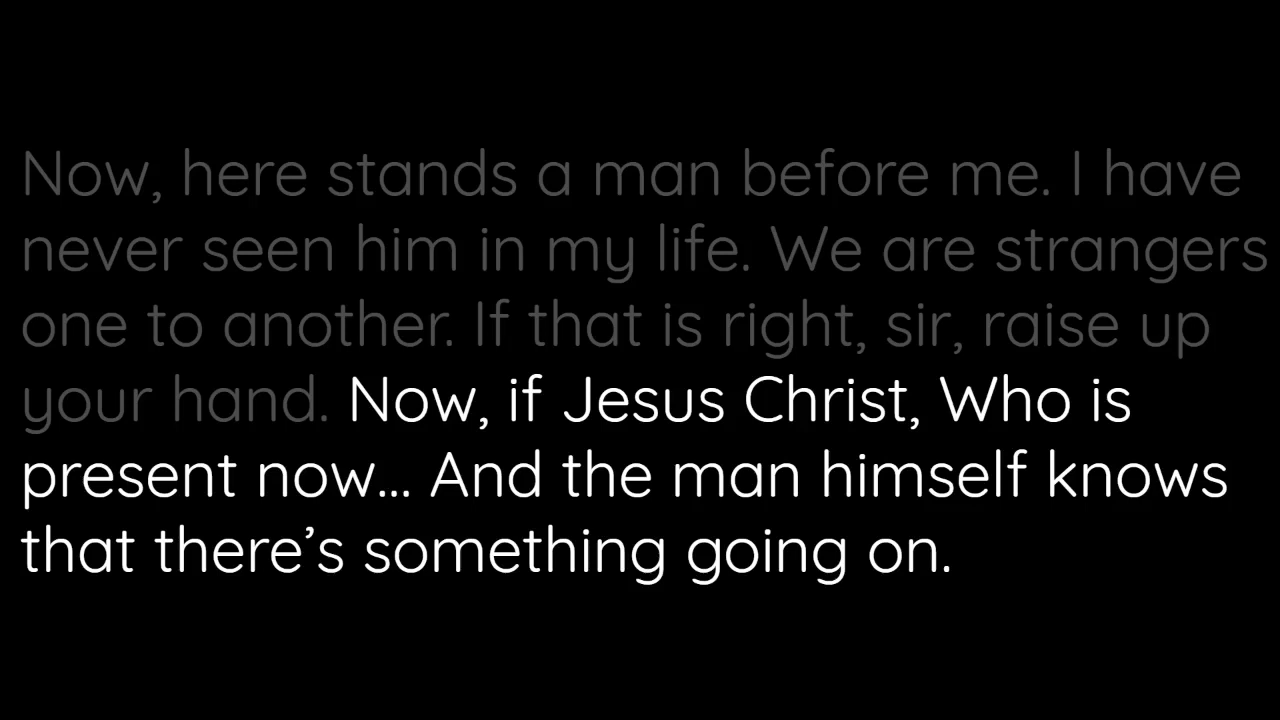 Now, here stands a man before me. I have
never seen him in my life. We are strangers
one to another. If that is right, sir, raise up
your hand. Now, if Jesus Christ, Who is
present now... And the man himself knows
that there’s something going on.